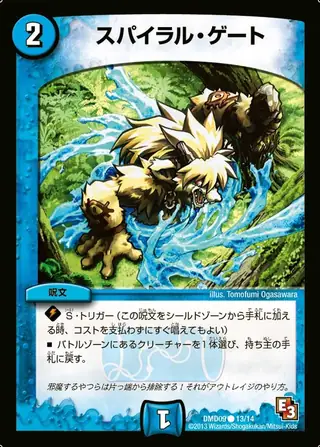 2
スパイラル・ゲート
illus. Tomofumi Ogasawara
呪文
S・トリガー(この呪文をシールドゾーンから手札に加え
る時、コストを支払わずにすぐ唱えてもよい)
■ バトルゾーンにあるクリーチャーを1体選び、持ち主の手
札に戻す。
邪魔するやつらは片っ端から排除する!それがアウトレイジのやり方だ。
E3
1
DMD09 13/14
©2013 Wizards/Shogakukan/Mitsui-Kids